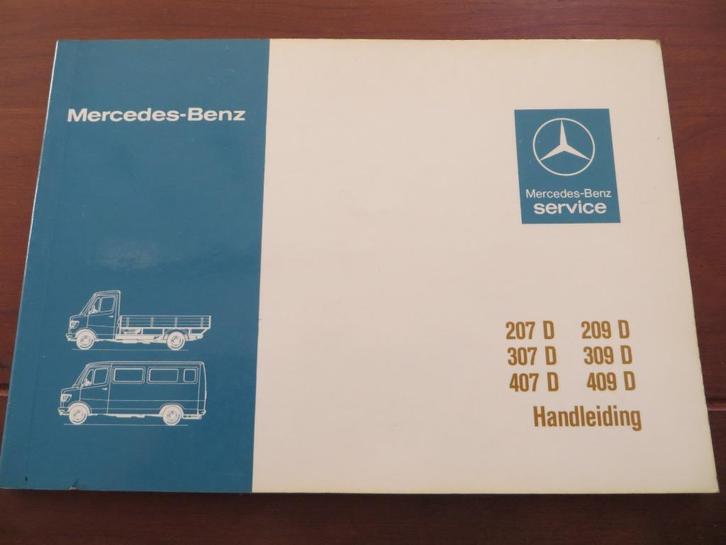 Mercedes-Benz
Mercedes-Benz
service
207 D 209 D
307 D 309 D
407 D 409 D
Handleiding